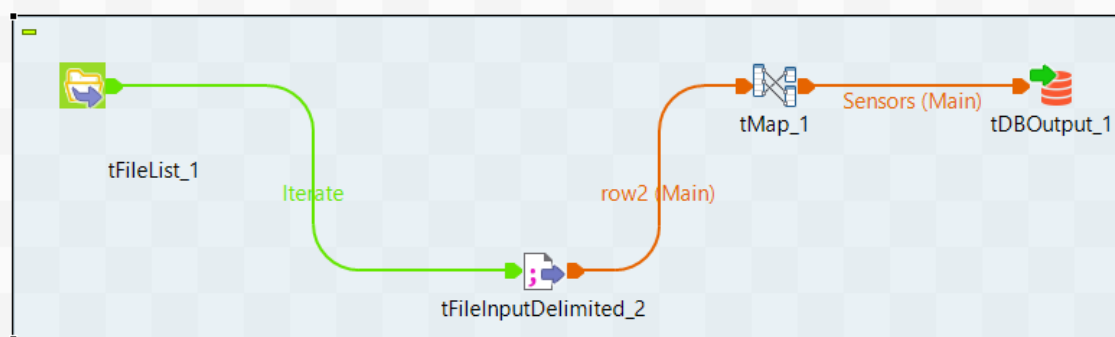 Sensors (Main)
tMap_1
tDBOutput_1
tFileList_1
Iterate
row2 (Main)
tFileInputDelimited_2